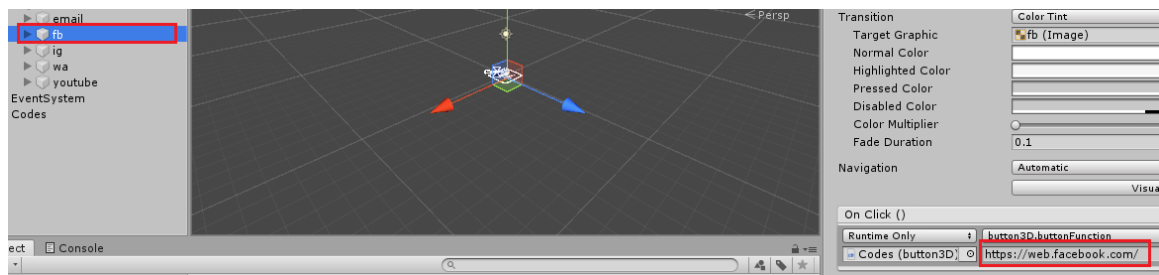 email
fb
ig
wa
youtube
EventSystem
Codes
Persp
Transition
Color Tint
Target Graphic
fb (Image)
Normal Color
Highlighted Color
Pressed Color
Disabled Color
Color Multiplier
Fade Duration
0.1
Navigation
Automatic
Visua
On Click ()
Runtime Only
button3D.buttonFunction
Codes (button3D)
https://web.facebook.com/
ect
Console